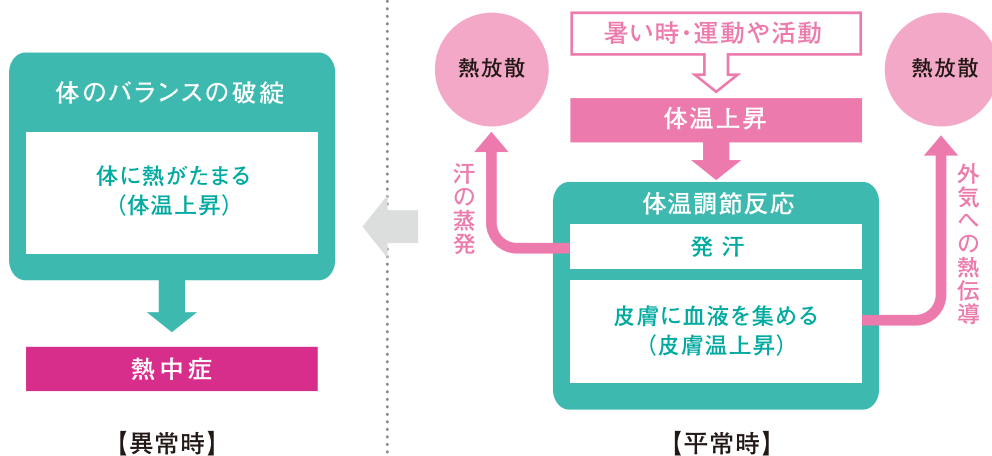 体のバランスの破綻
体に熱がたまる
(体温上昇)
熱中症
【異常時】
暑い時・運動や活動
熱放散
熱放散
体温上昇
汗の蒸発
外気への熱伝導
体温調節反応
発汗
皮膚に血液を集める
(皮膚温上昇)
【平常時】